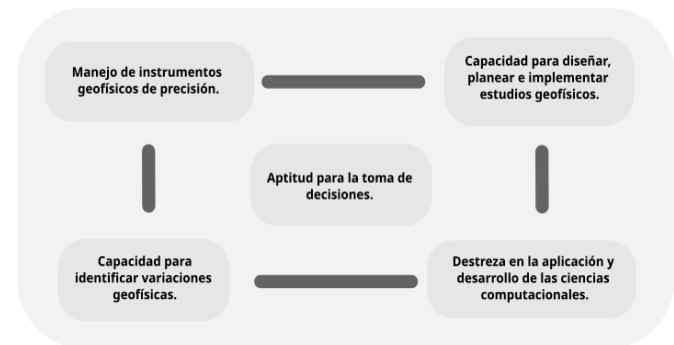 Manejo de instrumentos
geofísicos de precisión.
Capacidad para diseñar,
planear e implementar
estudios geofísicos.
Aptitud para la toma de
decisiones.
Capacidad para
identificar variaciones
geofísicas.
Destreza en la aplicación y
desarrollo de las ciencias
computacionales.